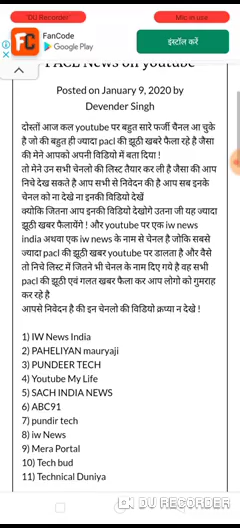 "DU Recorder"
Mic in use
FanCode
Google Play
इंस्टॉल करें
PACL News on youtube
Posted on January 9, 2020 by
Devender Singh
दोस्तों आज कल youtube पर बहुत सारे फर्जी चैनल आ चुके
है जो की बहुत ही ज्यादा pacl की झूठी खबरे फैला रहे है जैसा
की मेने आपको अपनी विडियो में बता दिया !
तो मेने उन सभी चेनलो की लिस्ट तैयार कर ली है जैसा की आप
निचे देख सकते है आप सभी से निवेदन की है आप सब इनके
चेनल को ना देखे ना इनकी विडियो देखें
क्योकि जितना आप इनकी विडियो देखोगे उतना जी यह ज्यादा
झूठी खबर फैलायेंगे ! और youtube पर एक iw news
india अथवा एक iw news के नाम से चेनल है जोकि सबसे
ज्यादा pacl की झूठी खबर youtube पर डालता है और वैसे
तो निचे लिस्ट में जितने भी चेनल के नाम दिए गये है वह सभी
pacl की झूठी एवं गलत खबर फैला कर आप लोगो को गुमराह
कर रहे है
आपसे निवेदन है की इन चेनलो की विडियो क्र्प्या न देखे !
1) IW News India
2) PAHELIYAN mauryaji
3) PUNDEER TECH
4) Youtube My Life
5) SACH INDIA NEWS
6) ABC91
7) pundir tech
8) iw News
9) Mera Portal
10) Tech bud
11) Technical Duniya
DU RECORDER